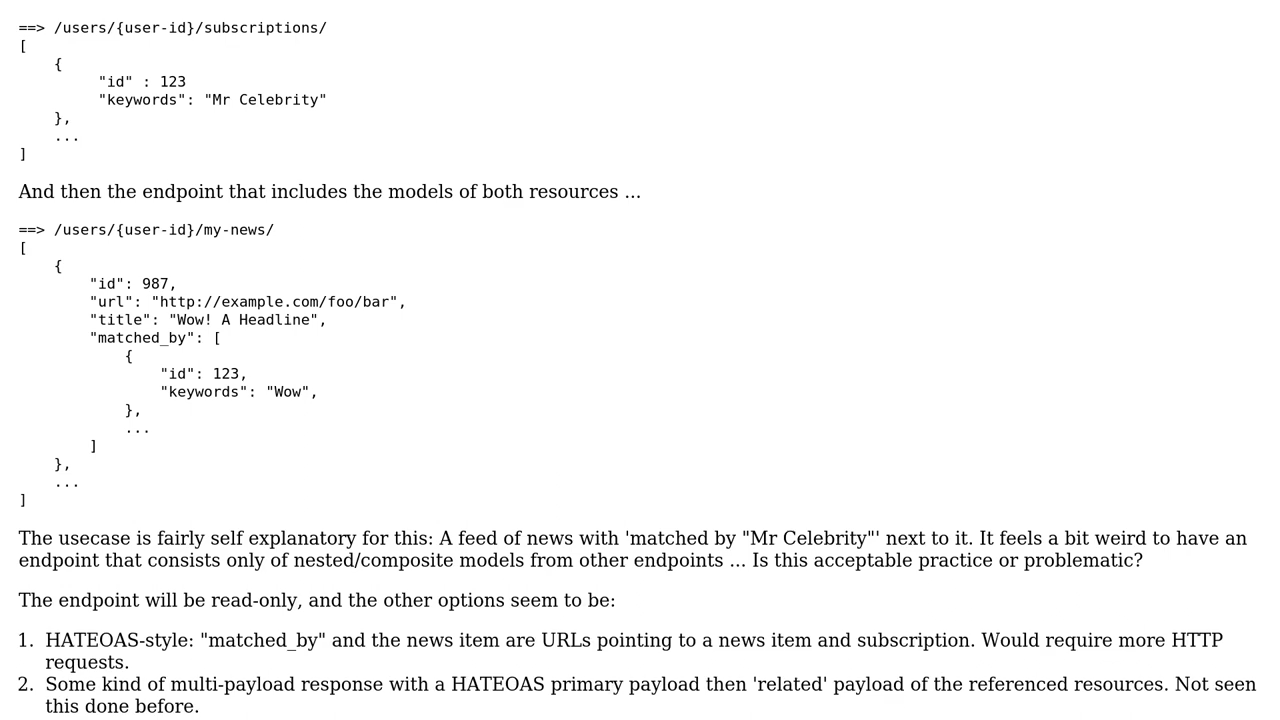 ==> /users/{user-id}/subscriptions/
[
    {
         "id" : 123
         "keywords": "Mr Celebrity"
    },
    ...
]
And then the endpoint that includes the models of both resources ...
==> /users/{user-id}/my-news/
[
    {
        "id": 987,
        "url": "http://example.com/foo/bar",
        "title": "Wow! A Headline",
        "matched_by": [
            {
                "id": 123,
                "keywords": "Wow",
            },
            ...
        ]
    },
    ...
]
The usecase is fairly self explanatory for this: A feed of news with 'matched by "Mr Celebrity"' next to it. It feels a bit weird to have an
endpoint that consists only of nested/composite models from other endpoints ... Is this acceptable practice or problematic?
The endpoint will be read-only, and the other options seem to be:
1. HATEOAS-style: "matched_by" and the news item are URLs pointing to a news item and subscription. Would require more HTTP
requests.
2. Some kind of multi-payload response with a HATEOAS primary payload then 'related' payload of the referenced resources. Not seen
this done before.